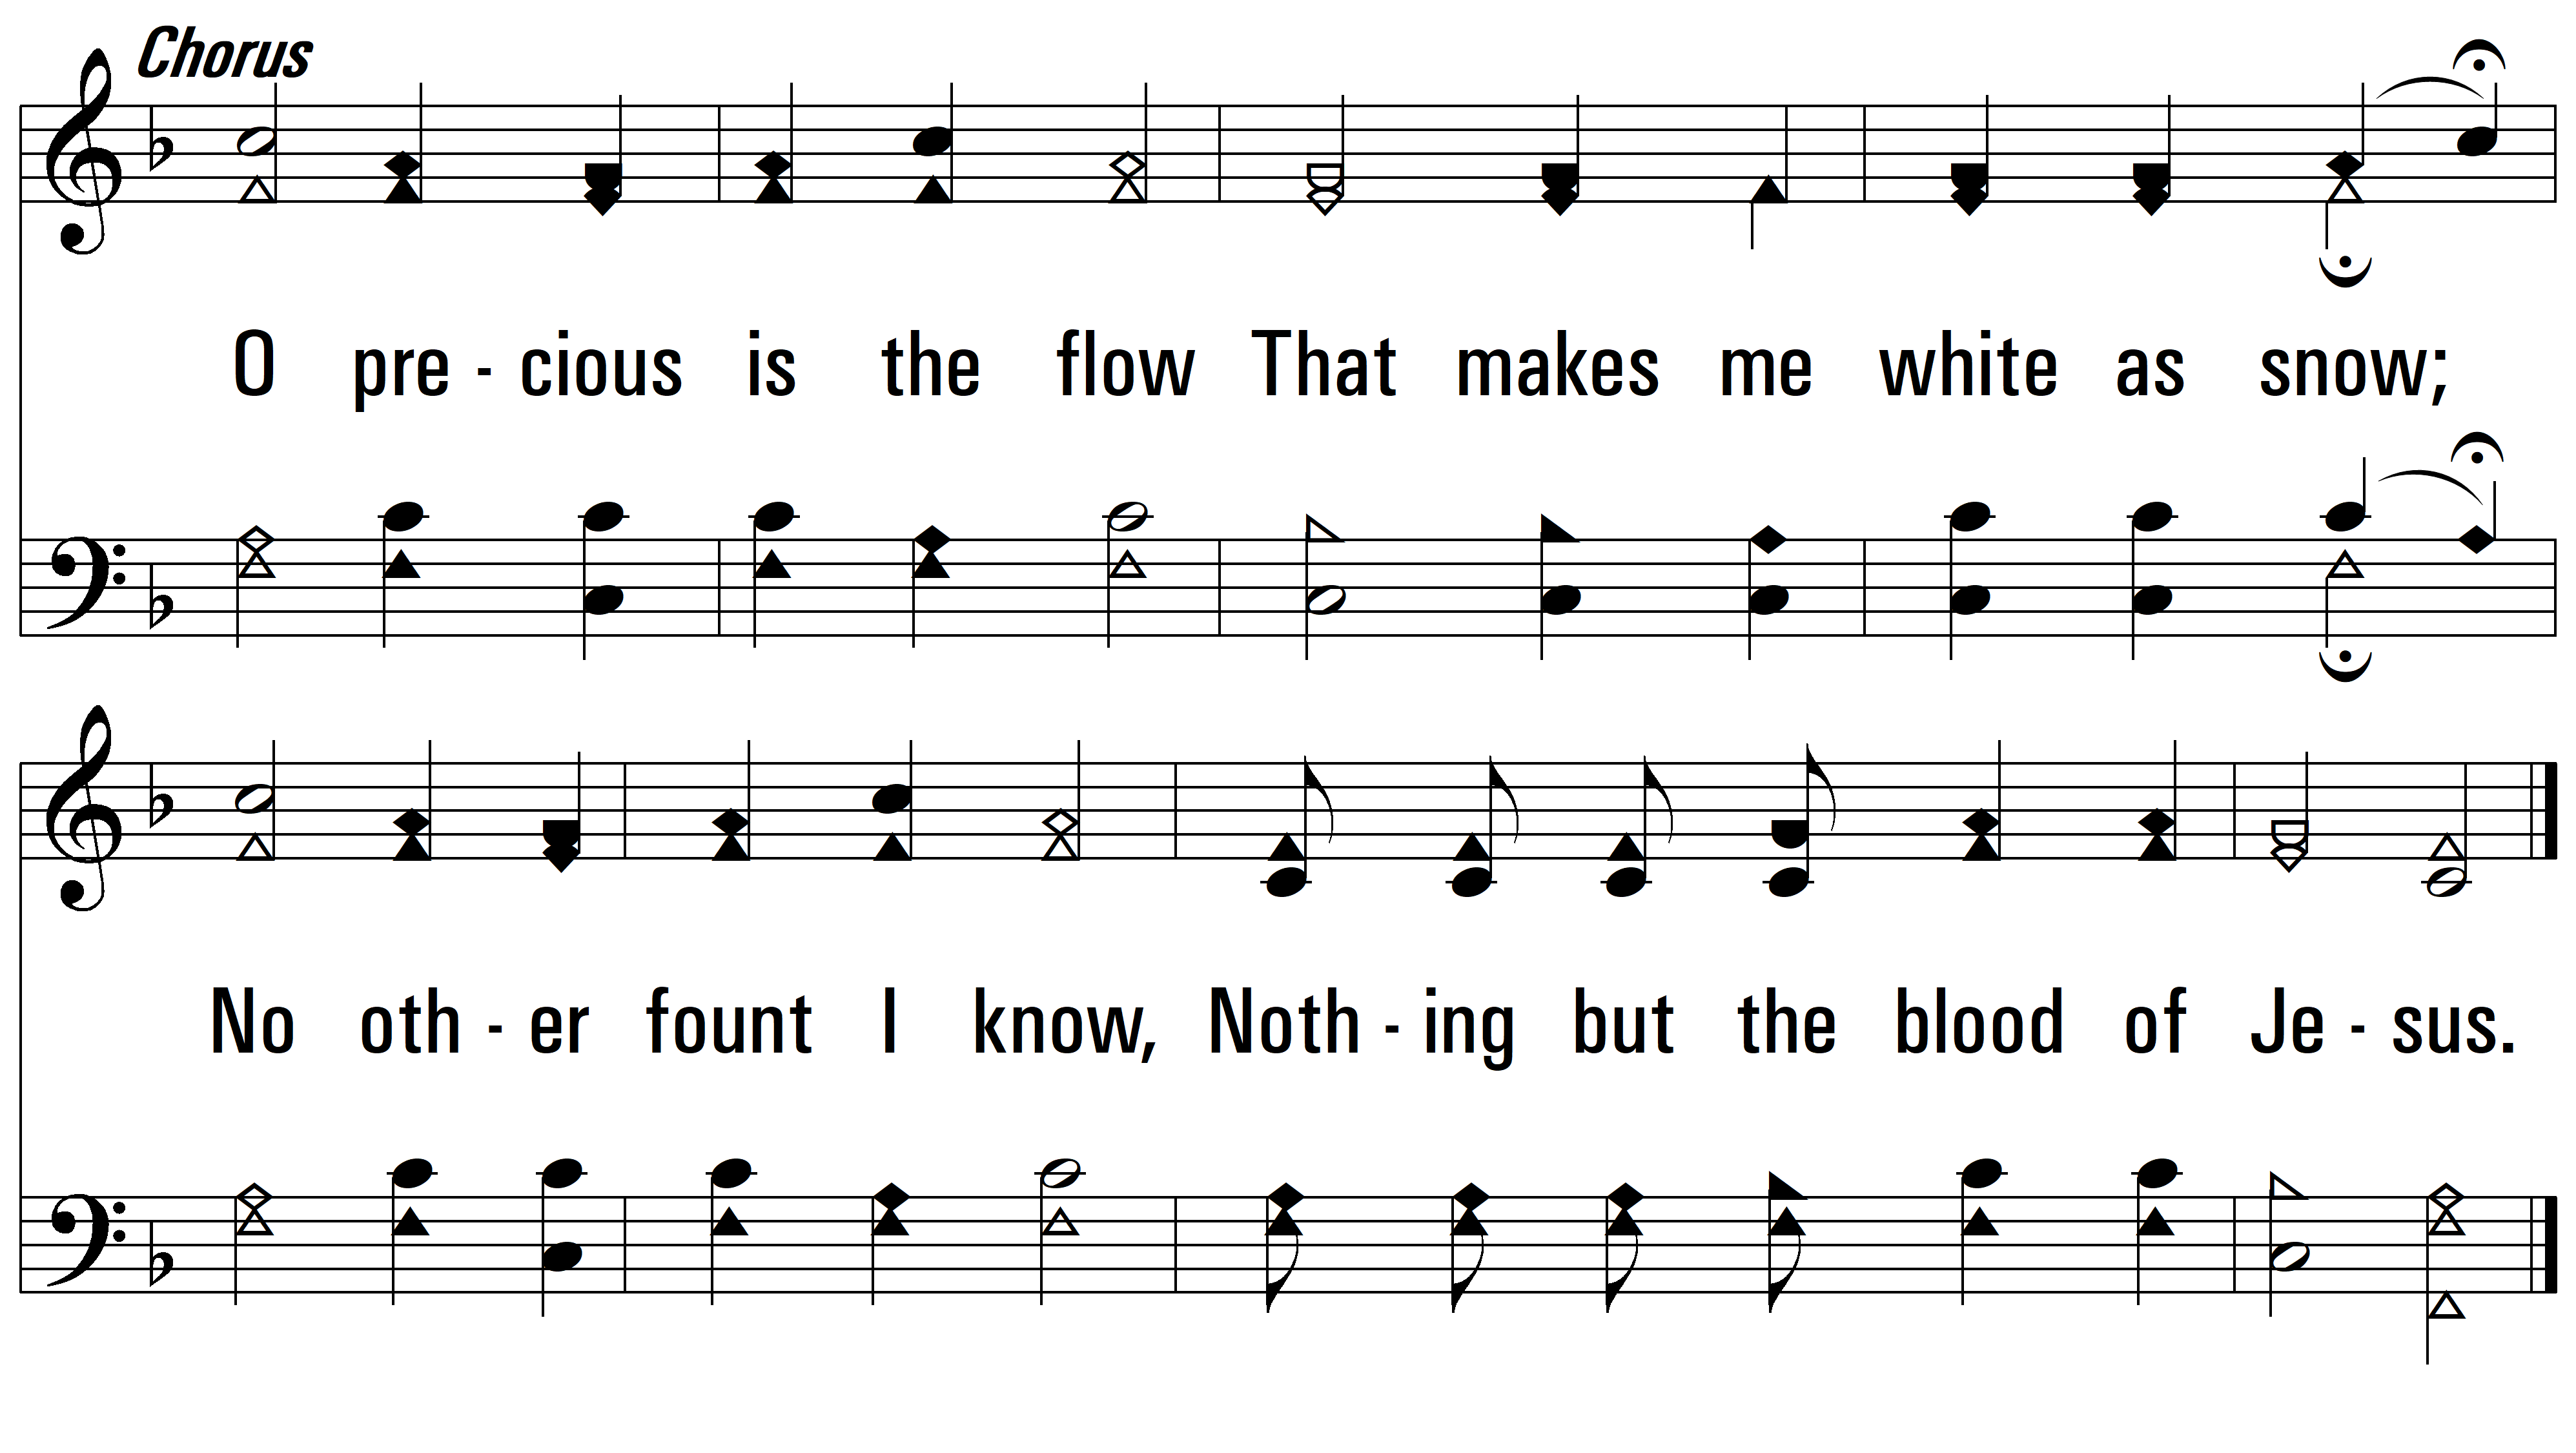 Chorus
O pre - cious is the flow That makes me white as snow;
No oth - er fount I know, Noth - ing but the blood of Je - sus.